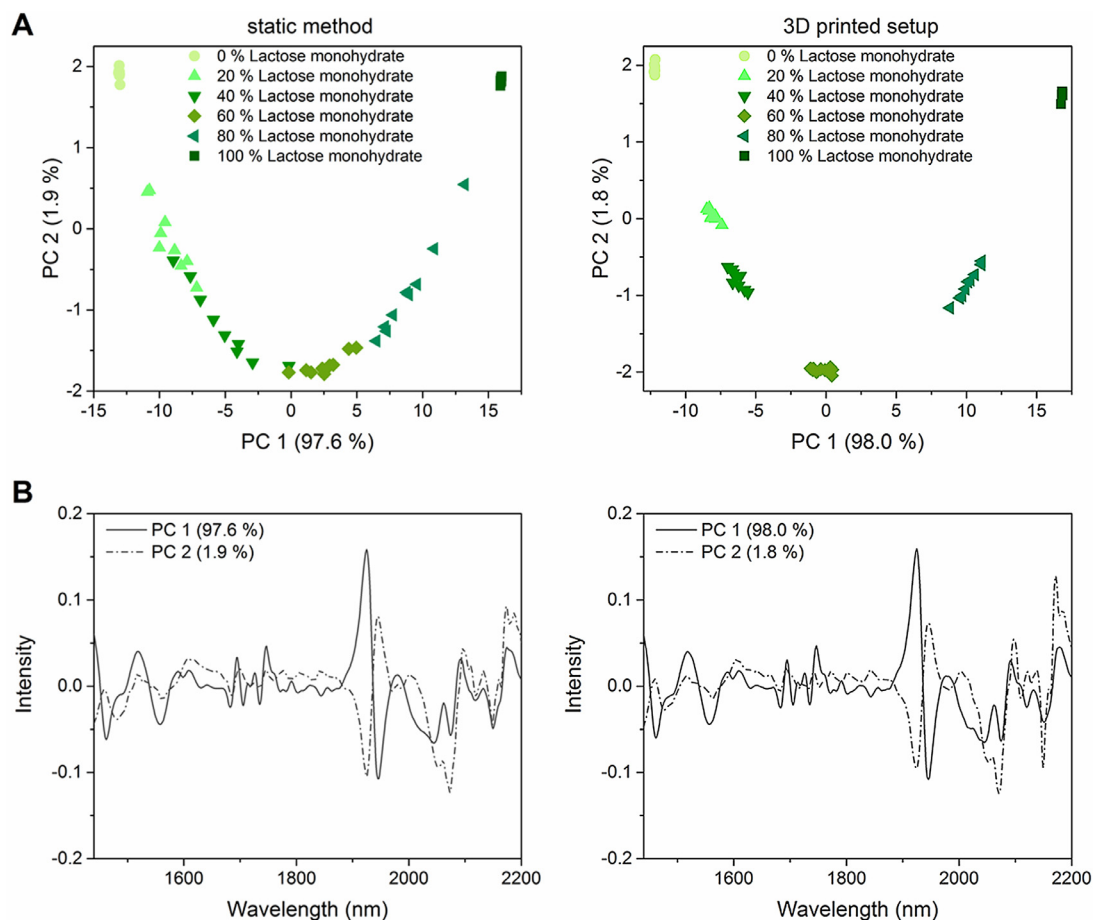 A
static method
3D printed setup
0 % Lactose monohydrate
20 % Lactose monohydrate
40 % Lactose monohydrate
60 % Lactose monohydrate
80 % Lactose monohydrate
100 % Lactose monohydrate
2
1
0
-1
-2
PC 2 (1.9 %)
-15
-10
-5
0
5
10
15
PC 1 (97.6 %)
0 % Lactose monohydrate
20 % Lactose monohydrate
40 % Lactose monohydrate
60 % Lactose monohydrate
80 % Lactose monohydrate
100 % Lactose monohydrate
2
1
0
-1
-2
PC 2 (1.8 %)
-10
-5
0
5
10
15
PC 1 (98.0 %)
B
PC 1 (97.6 %)
PC 2 (1.9 %)
0.2
0.1
0.0
-0.1
-0.2
Intensity
1600
1800
2000
2200
Wavelength (nm)
PC 1 (98.0 %)
PC 2 (1.8 %)
0.2
0.1
0.0
-0.1
-0.2
Intensity
1600
1800
2000
2200
Wavelength (nm)